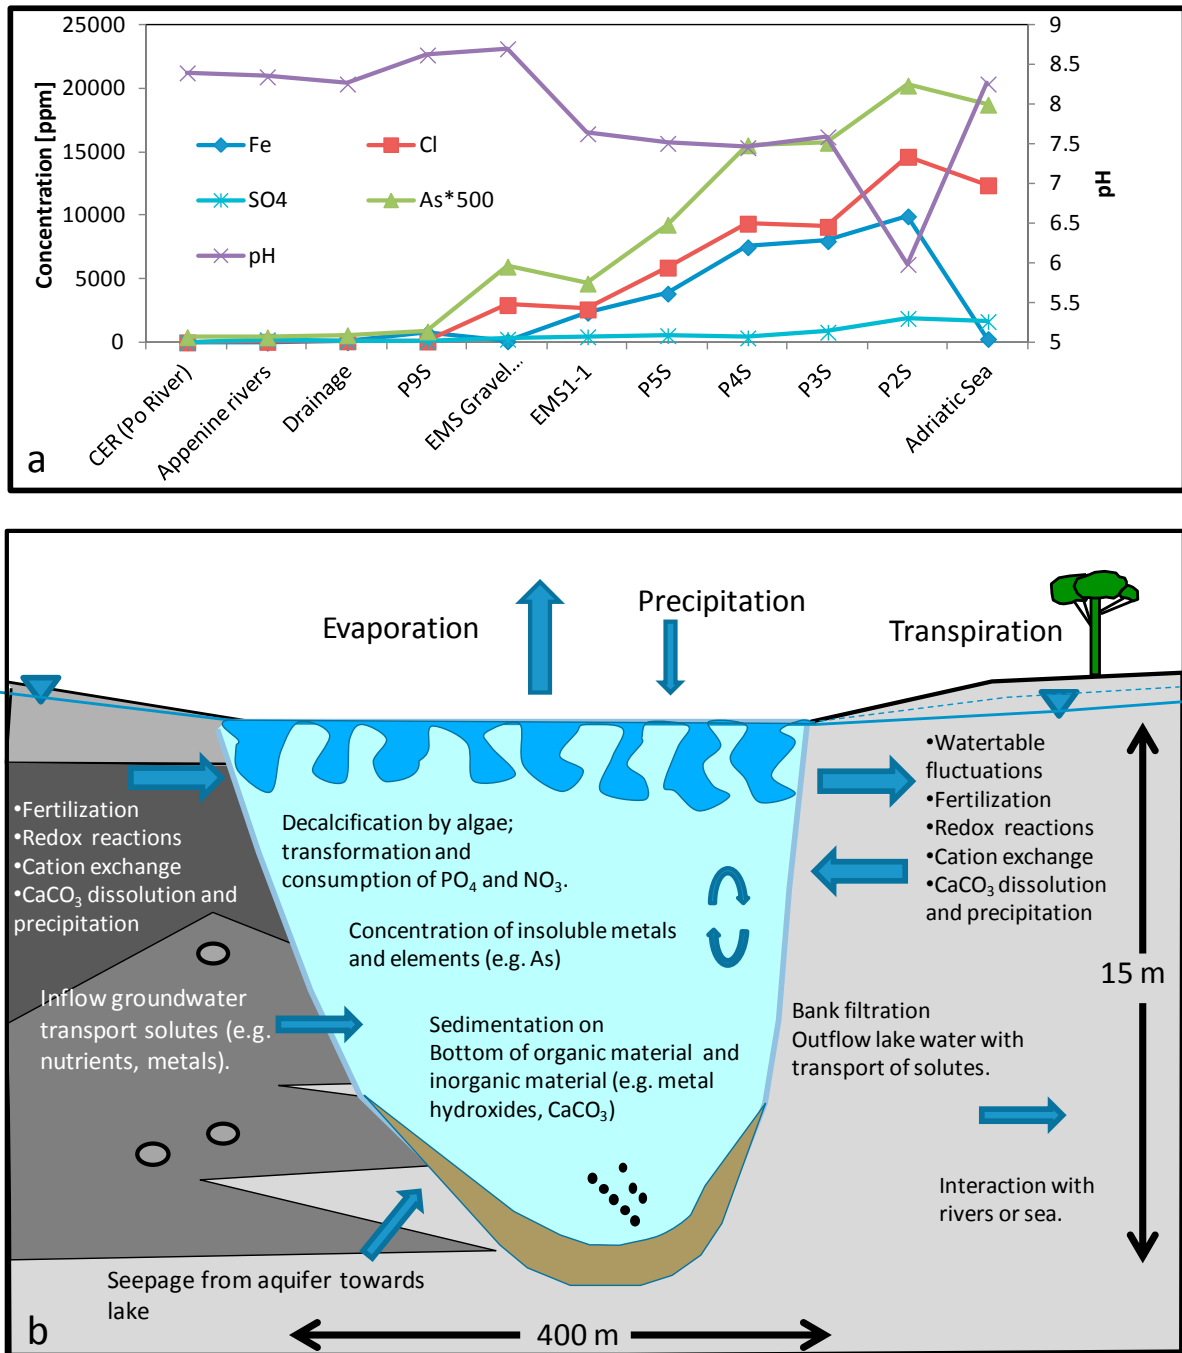 25000
20000
15000
10000
5000
0
Concentration [ppm]
9
8.5
8
7.5
7
6.5
6
5.5
5
pH
Fe
Cl
SO4
As*500
pH
CER (Po River)
Appenine rivers
Drainage
P9S
EMS Gravel...
EMS1-1
P5S
P4S
P3S
P2S
Adriatic Sea
a
Evaporation
Precipitation
Transpiration
•Fertilization
•Redox reactions
•Cation exchange
•CaCO₃ dissolution and
precipitation
Inflow groundwater
transport solutes (e.g.
nutrients, metals).
Seepage from aquifer towards
lake
Decalcification by algae;
transformation and
consumption of PO₄ and NO₃.
Concentration of insoluble metals
and elements (e.g. As)
Sedimentation on
Bottom of organic material and
inorganic material (e.g. metal
hydroxides, CaCO₃)
•Watertable
fluctuations
•Fertilization
•Redox reactions
•Cation exchange
•CaCO₃ dissolution
and precipitation
15 m
Bank filtration
Outflow lake water with
transport of solutes.
Interaction with
rivers or sea.
400 m
b